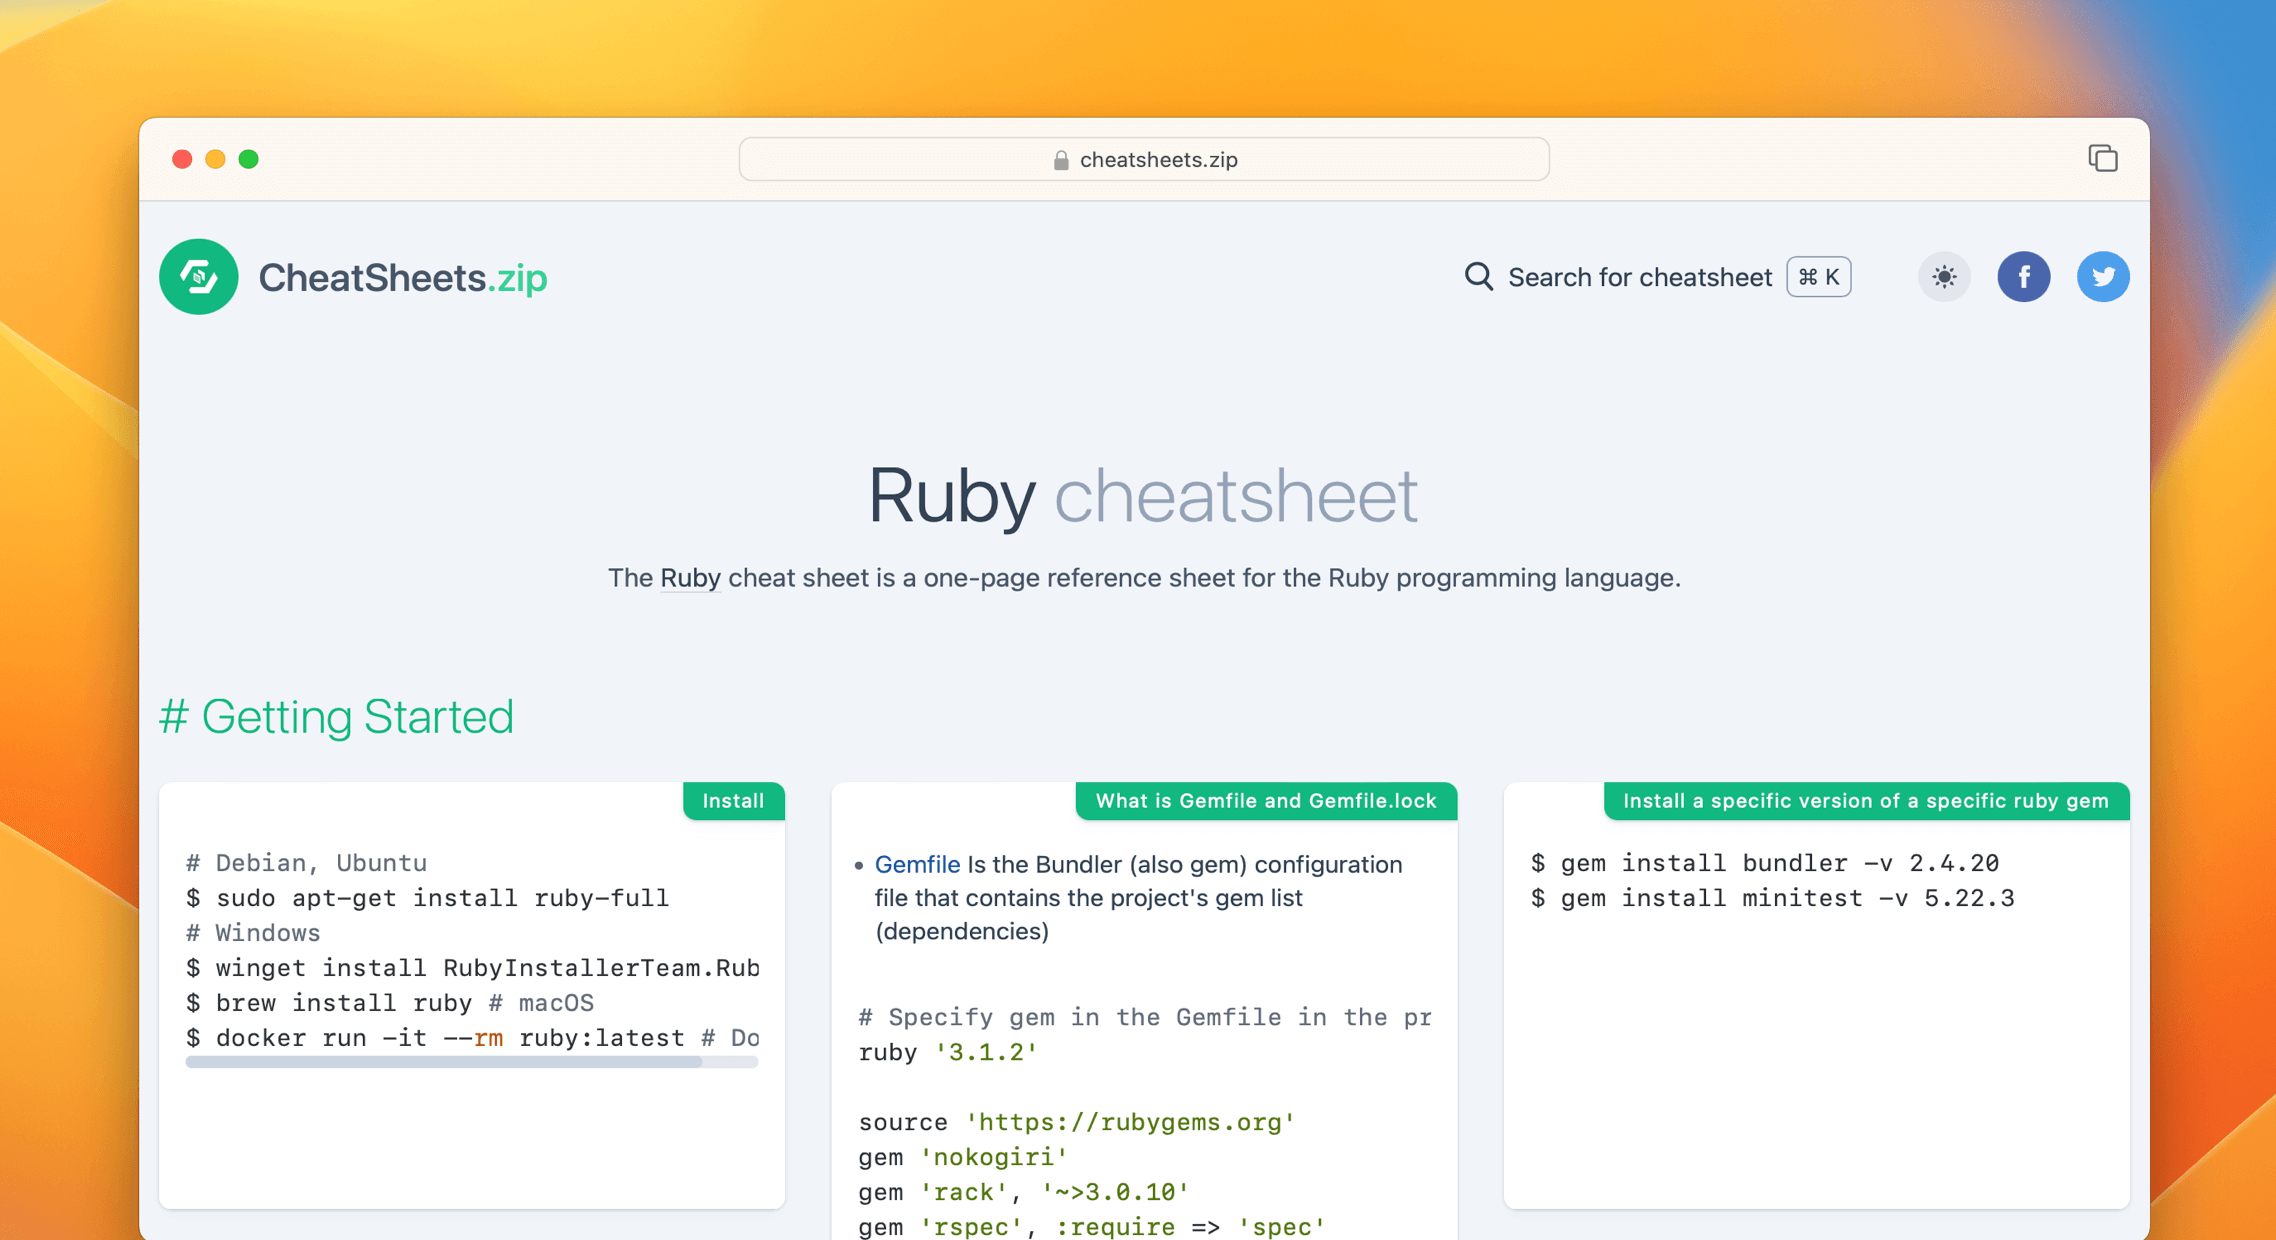 cheatsheets.zip
CheatSheets.zip
Search for cheatsheet ⌘ K
Ruby cheatsheet
The Ruby cheat sheet is a one-page reference sheet for the Ruby programming language.
# Getting Started
Install
# Debian, Ubuntu
$ sudo apt-get install ruby-full
# Windows
$ winget install RubyInstallerTeam.Rub
$ brew install ruby # macOS
$ docker run -it --rm ruby:latest # Do
What is Gemfile and Gemfile.lock
• Gemfile Is the Bundler (also gem) configuration
file that contains the project's gem list
(dependencies)
# Specify gem in the Gemfile in the pr
ruby '3.1.2'
source 'https://rubygems.org'
gem 'nokogiri'
gem 'rack', '~>3.0.10'
gem 'rspec', :require => 'spec'
Install a specific version of a specific ruby gem
$ gem install bundler -v 2.4.20
$ gem install minitest -v 5.22.3